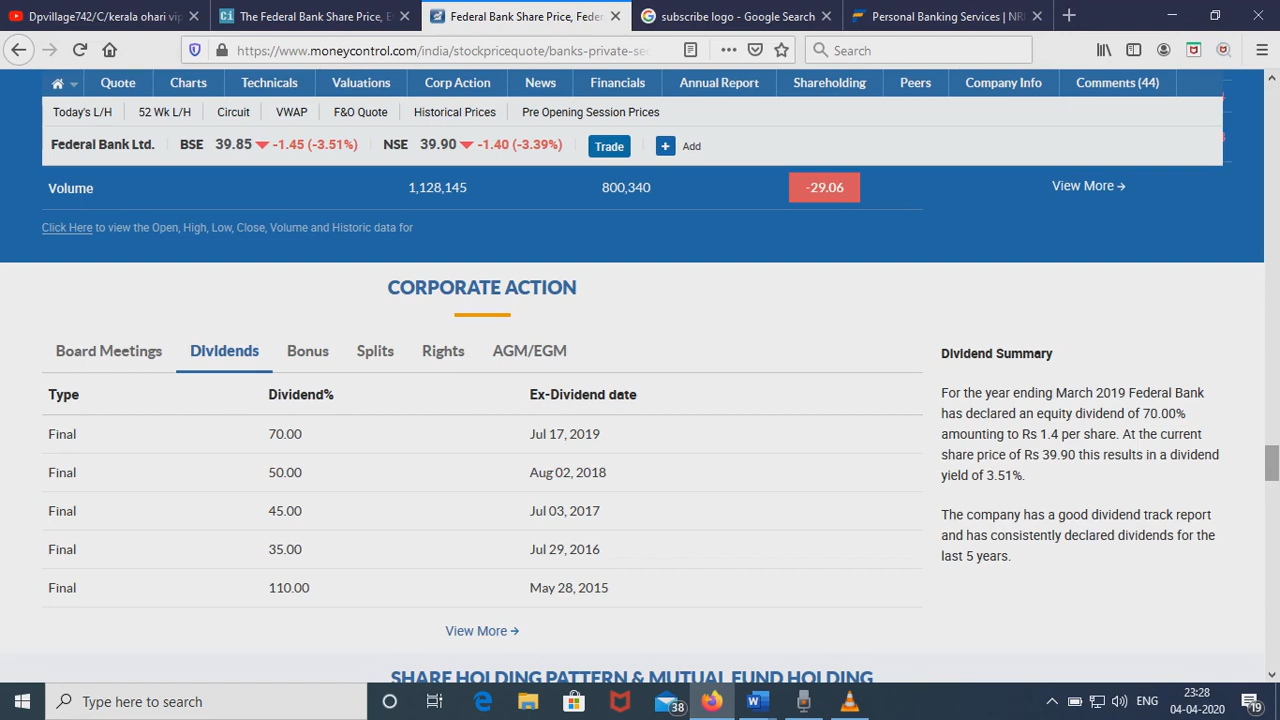 Dpvillage742/C/kerala ohari vip
The Federal Bank Share Price, E
Federal Bank Share Price, Feder
subscribe logo - Google Search
Personal Banking Services | NR
https://www.moneycontrol.com/india/stockpricequote/banks-private-se
Search
Quote Charts Technicals Valuations Corp Action News Financials Annual Report Shareholding Peers Company Info Comments (44)
Today's L/H 52 Wk L/H Circuit VWAP F&O Quote Historical Prices Pre Opening Session Prices
Federal Bank Ltd. BSE 39.85 -1.45 (-3.51%) NSE 39.90 -1.40 (-3.39%) Trade + Add
Volume 1,128,145 800,340 -29.06 View More →
Click Here to view the Open, High, Low, Close, Volume and Historic data for
CORPORATE ACTION
Board Meetings Dividends Bonus Splits Rights AGM/EGM
Type Dividend% Ex-Dividend date
Final 70.00 Jul 17, 2019
Final 50.00 Aug 02, 2018
Final 45.00 Jul 03, 2017
Final 35.00 Jul 29, 2016
Final 110.00 May 28, 2015
View More →
Dividend Summary
For the year ending March 2019 Federal Bank
has declared an equity dividend of 70.00%
amounting to Rs 1.4 per share. At the current
share price of Rs 39.90 this results in a dividend
yield of 3.51%.
The company has a good dividend track report
and has consistently declared dividends for the
last 5 years.
SHARE HOLDING PATTERN & MUTUAL FUND HOLDING
Type here to search
38
ENG
23:28
04-04-2020
19